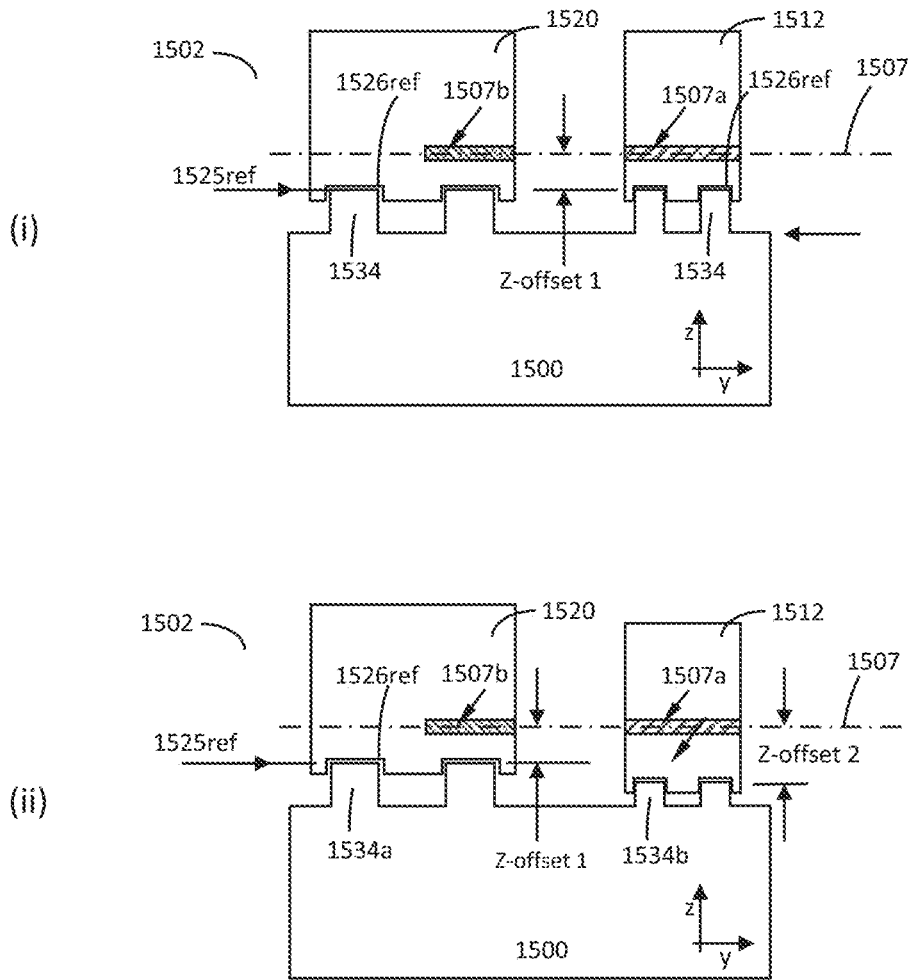 1520
1512
1502
1526ref
1507b
1507a
1526ref
1507
1525ref
(i)
1534
Z-offset 1
1534
z
y
1500
1520
1512
1502
1526ref
1507b
1507a
1507
1525ref
Z-offset 2
(ii)
1534a
Z-offset 1
1534b
z
y
1500